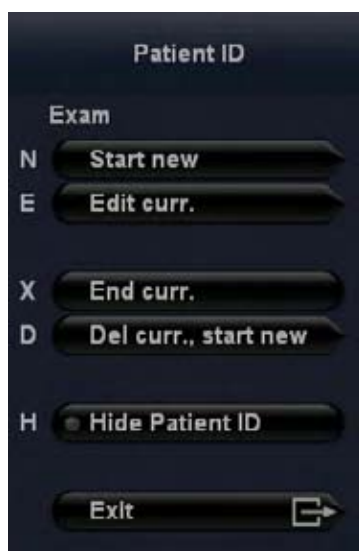 Patient ID
Exam
N Start new
E Edit curr.
X End curr.
D Del curr., start new
H Hide Patient ID
Exit